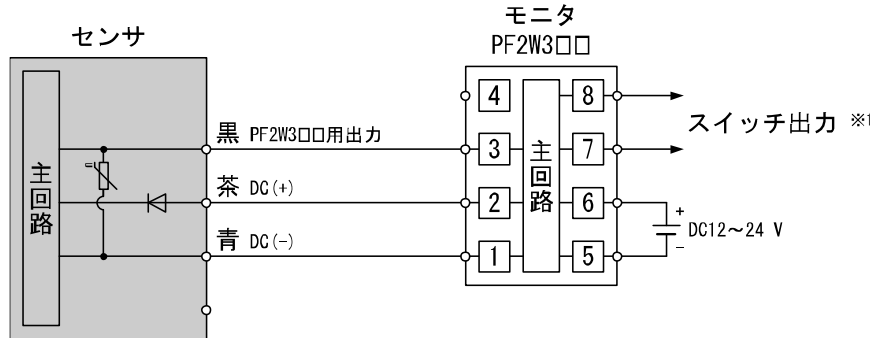 センサ
モニタ
PF2W3□□
主回路
黒 PF2W3□□用出力
茶 DC(+)
青 DC(-)
4
3
2
1
主回路
8
7
6
5
スイッチ出力 ※1
+
DC12～24 V
-